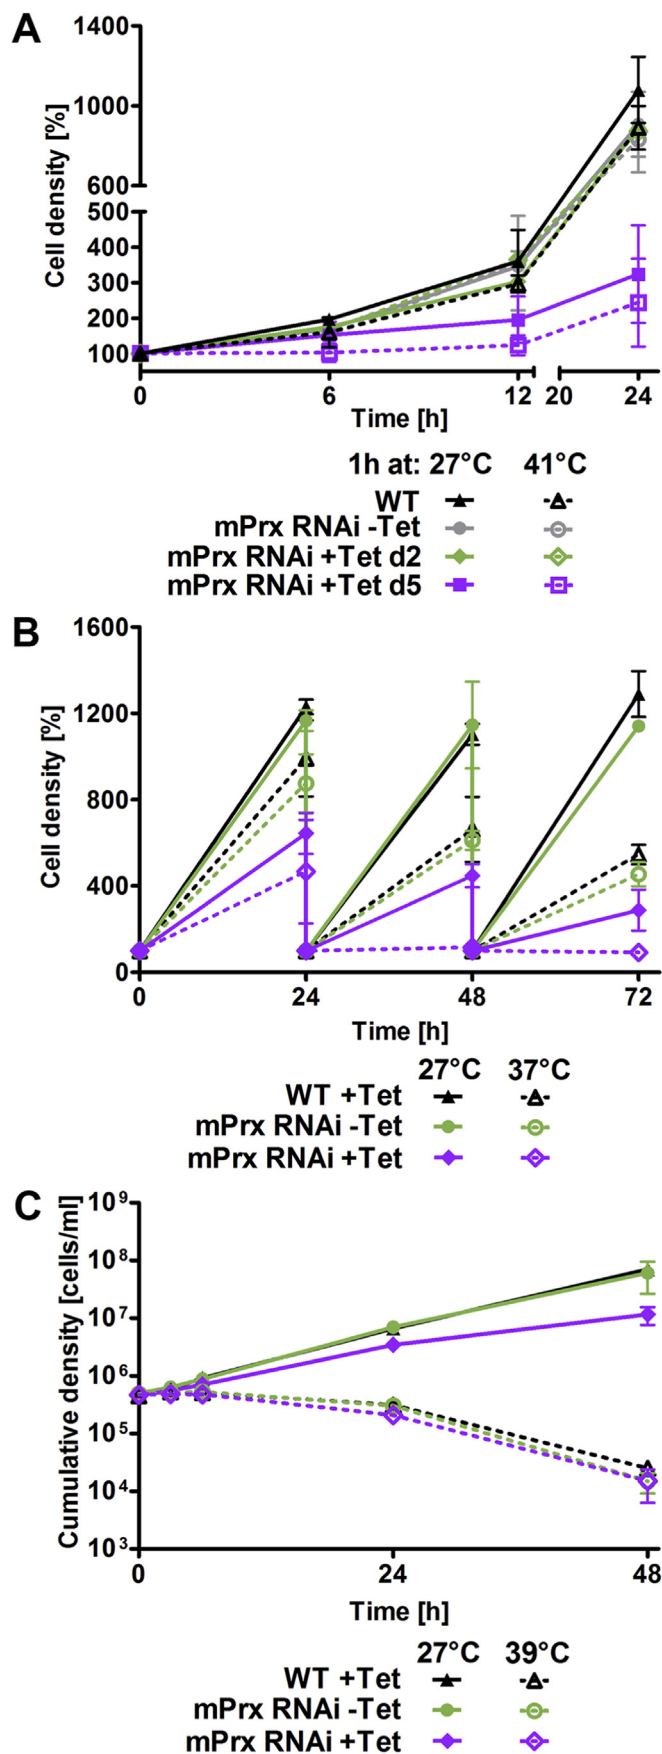 A
1400
1000
600
500
400
300
200
100
Cell density [%]
0 6 12 20 24
Time [h]
1h at: 27°C 41°C
WT
mPrx RNAi -Tet
mPrx RNAi +Tet d2
mPrx RNAi +Tet d5
B
1600
1200
800
400
0
Cell density [%]
0 24 48 72
Time [h]
27°C 37°C
WT +Tet
mPrx RNAi -Tet
mPrx RNAi +Tet
C
10⁹
10⁸
10⁷
10⁶
10⁵
10⁴
10³
Cumulative density [cells/ml]
0 24 48
Time [h]
27°C 39°C
WT +Tet
mPrx RNAi -Tet
mPrx RNAi +Tet